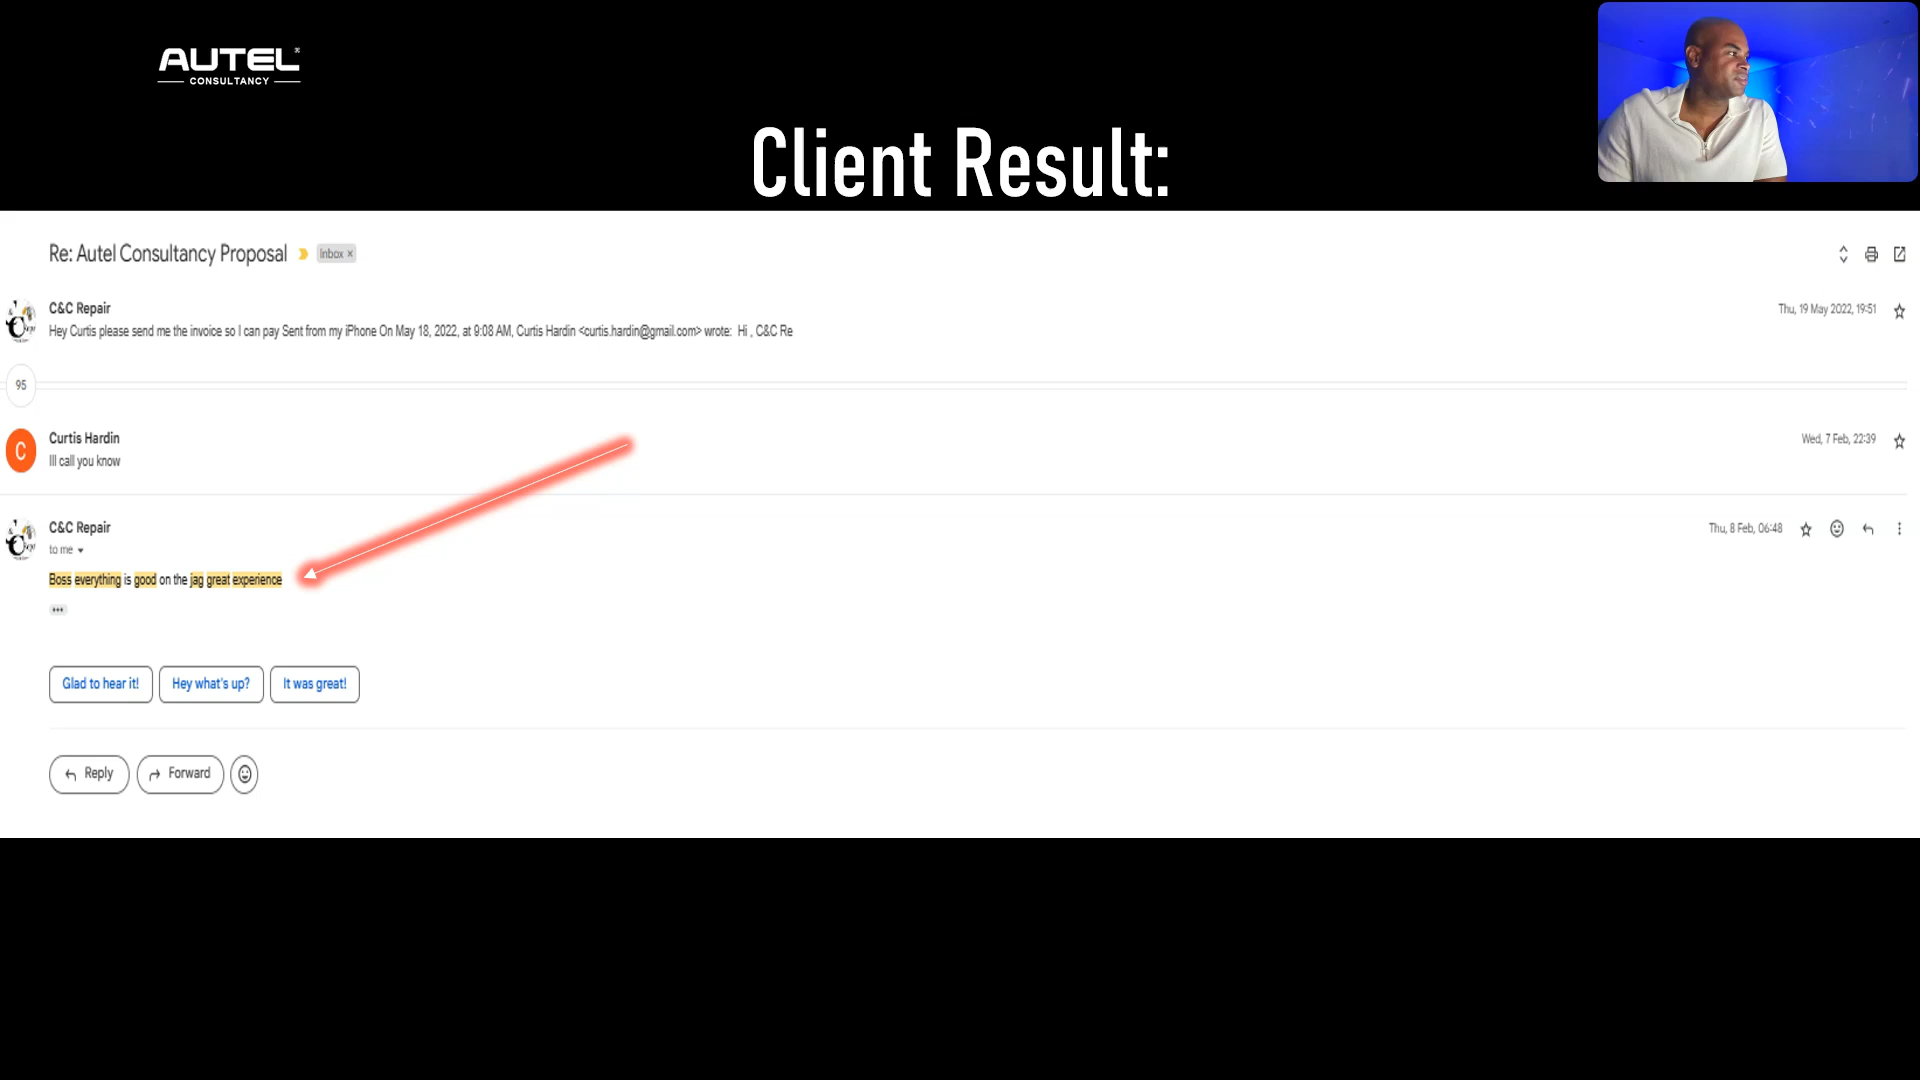 AUTEL®
CONSULTANCY
Client Result:
Re: Autel Consultancy Proposal Inbox ×
C&C Repair Thu, 19 May 2022, 19:51
Hey Curtis please send me the invoice so I can pay Sent from my iPhone On May 18, 2022, at 9:08 AM, Curtis Hardin <curtis.hardin@gmail.com> wrote: Hi , C&C Re
95
C
Curtis Hardin Wed, 7 Feb, 22:39
Ill call you know
C&C Repair Thu, 8 Feb, 06:48
to me
Boss everything is good on the jag great experience
Glad to hear it! Hey what's up? It was great!
Reply Forward